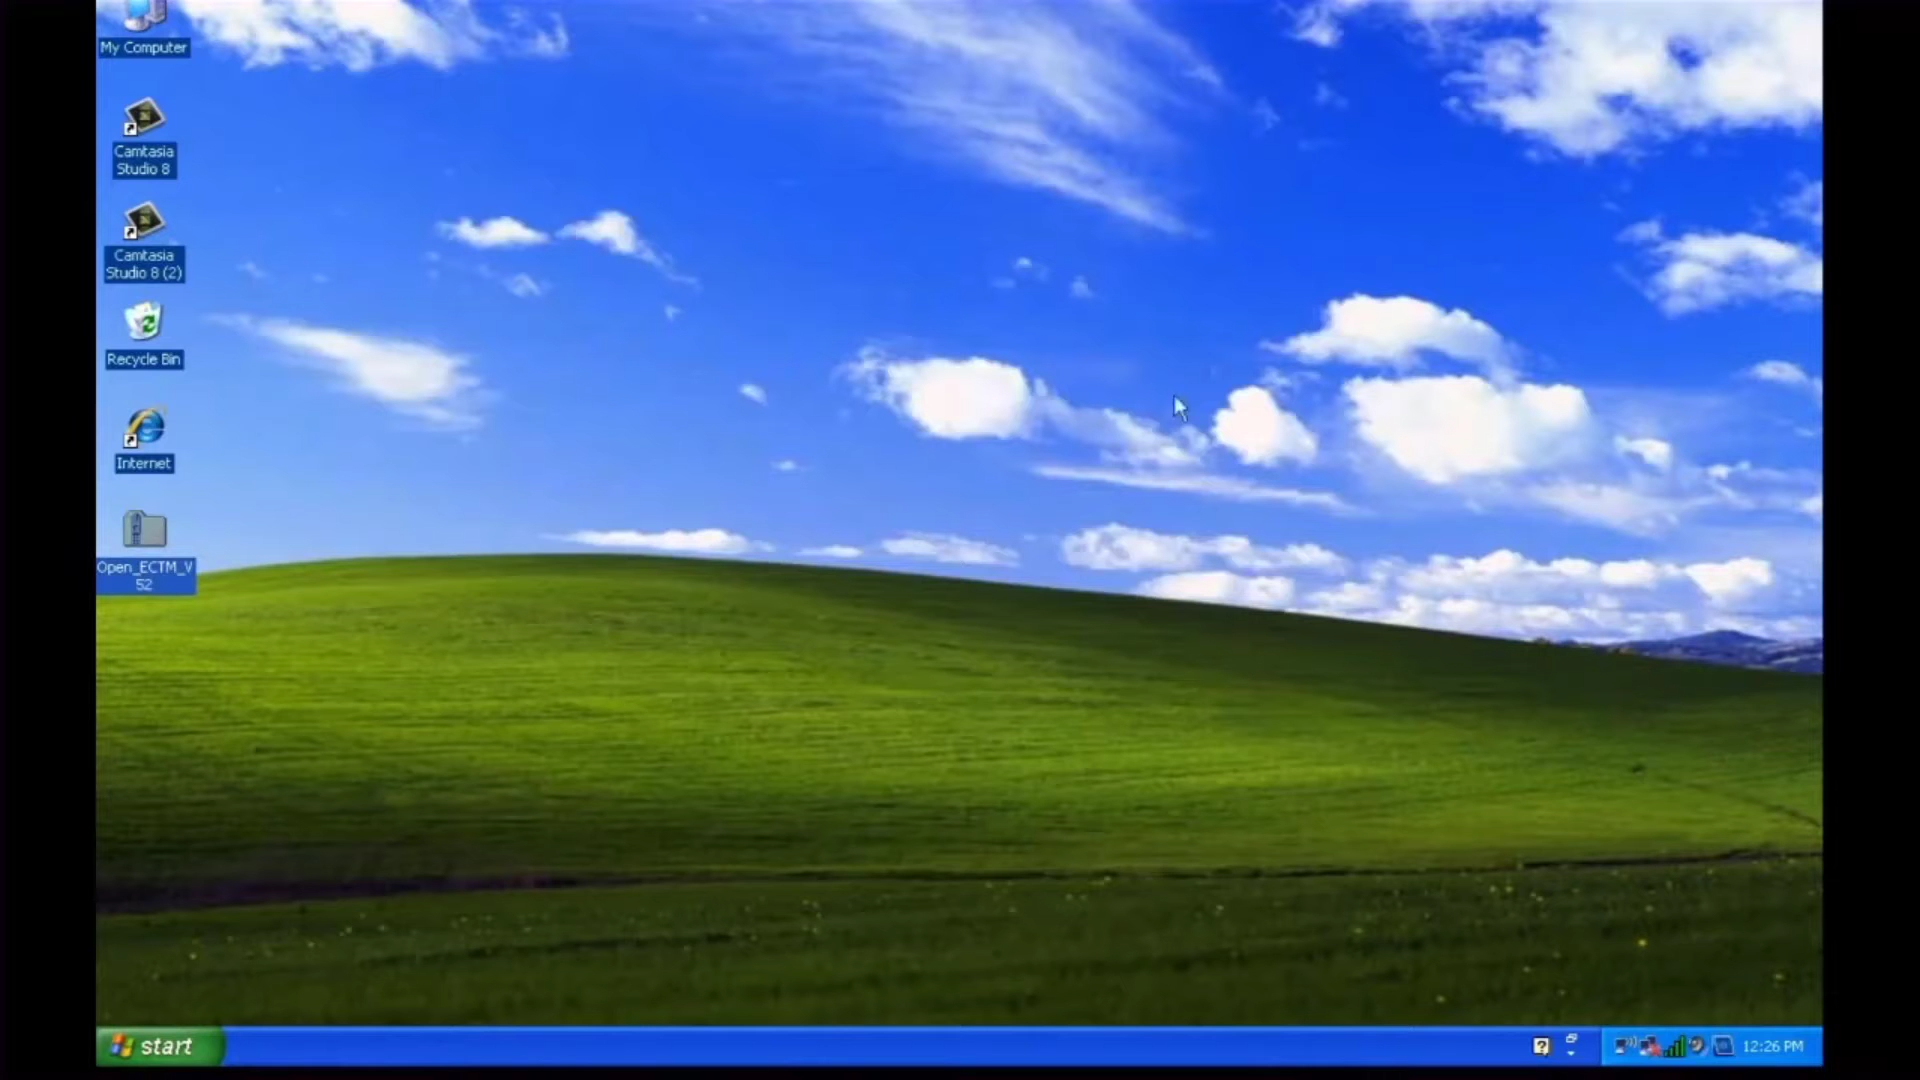 My Computer
Camtasia
Studio 8
Camtasia
Studio 8 (2)
Recycle Bin
Internet
Open_ECTM_V
52
start
12:26 PM